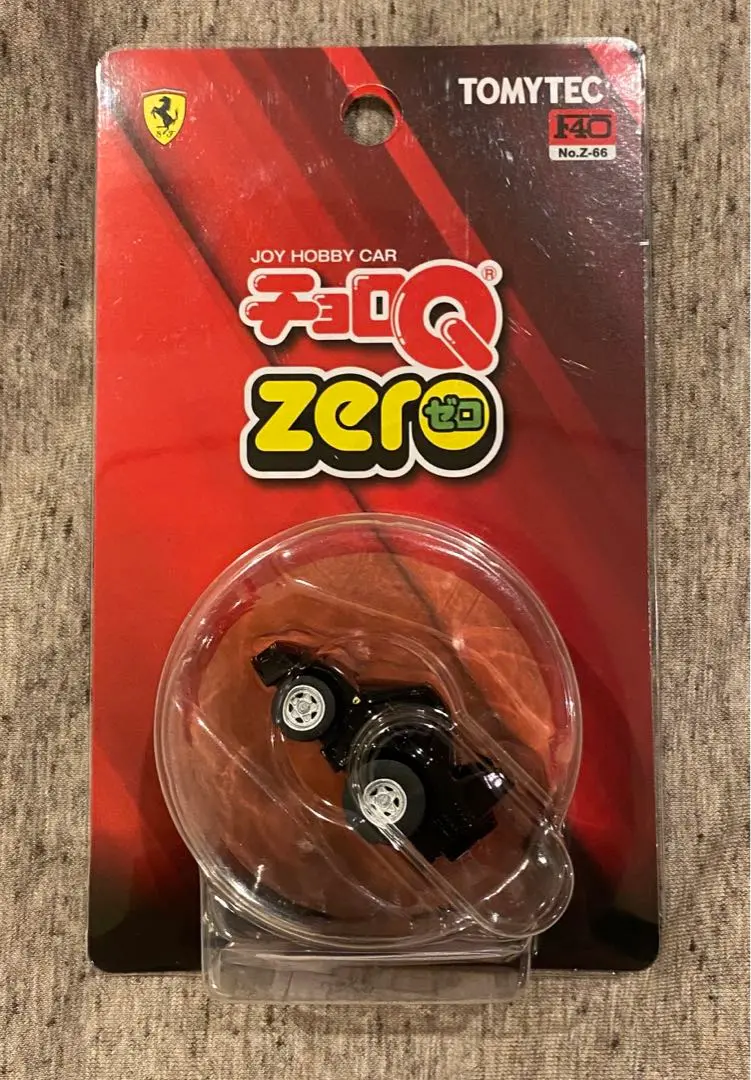 TOMYTEC
F40
No.Z-66
S F
JOY HOBBY CAR
チョロQ®
zero
ゼロ